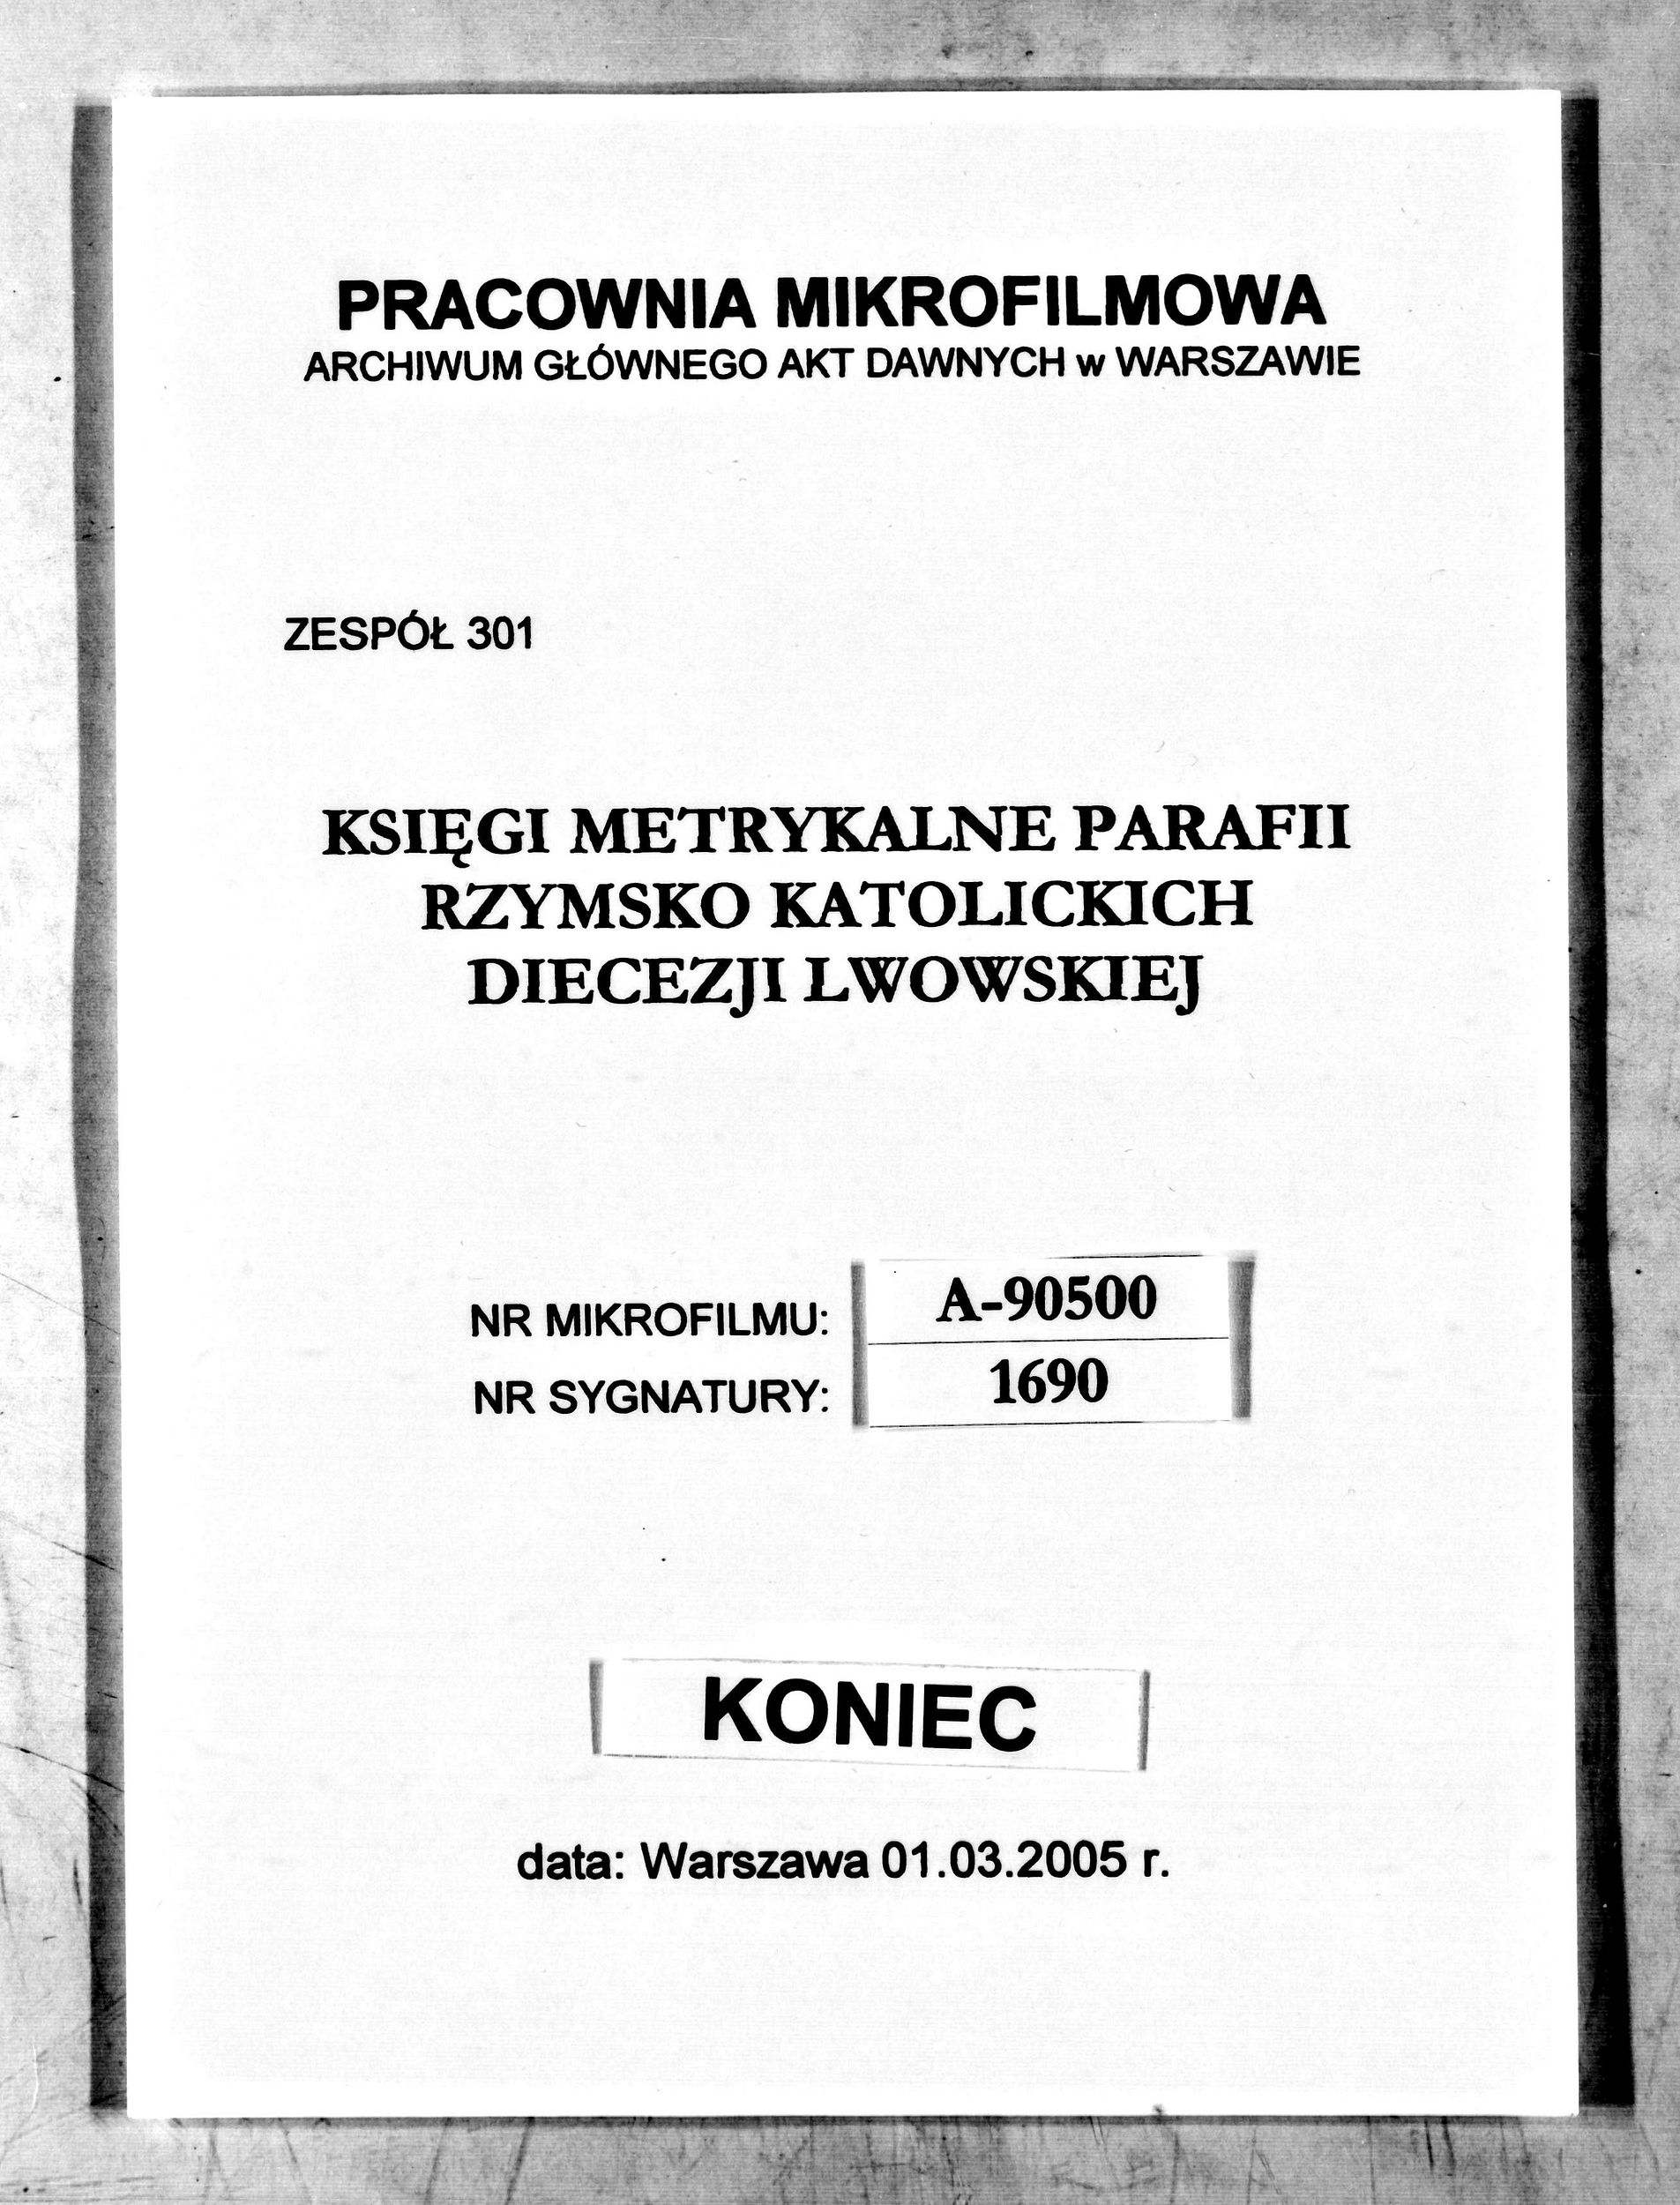 PRACOWNIA MIKROFILMOWA
ARCHIWUM GŁÓWNEGO AKT DAWNYCH w WARSZAWIE
ZESPÓŁ 301
KSIĘGI METRYKALNE PARAFII
RZYMSKO KATOLICKICH
DIECEZJI LWOWSKIEJ
NR MIKROFILMU: A-90500
NR SYGNATURY: 1690
KONIEC
data: Warszawa 01.03.2005 r.